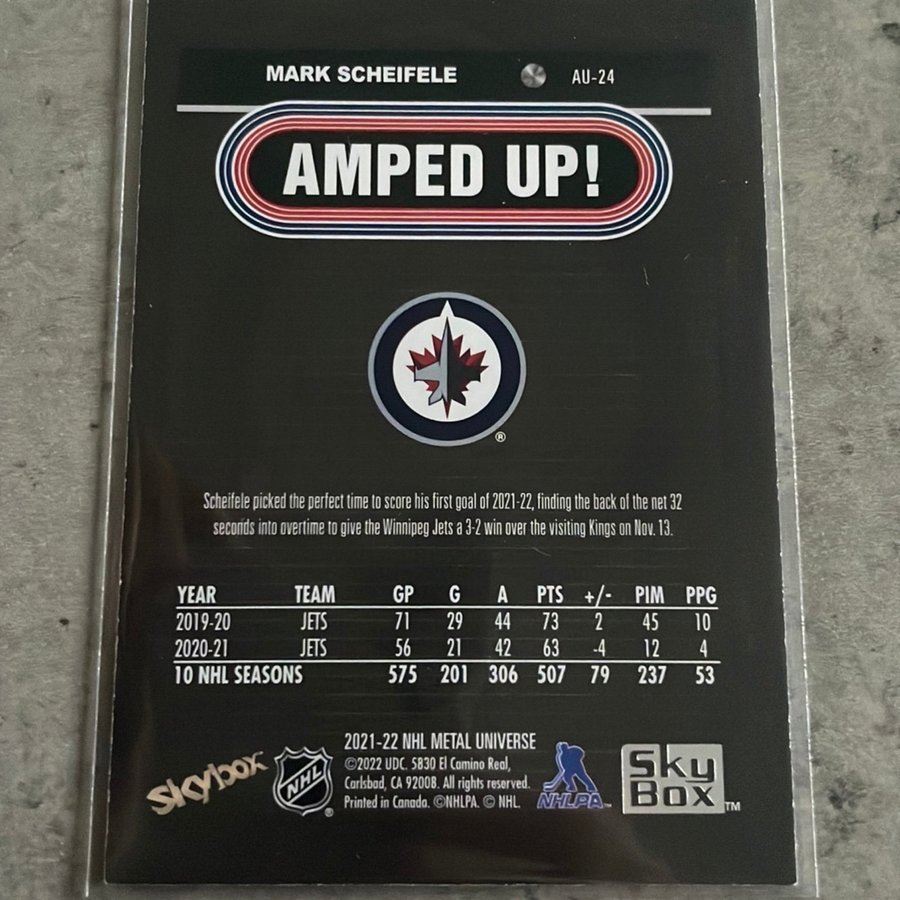 MARK SCHEIFELE AU-24
AMPED UP!
®
Scheifele picked the perfect time to score his first goal of 2021-22, finding the back of the net 32
seconds into overtime to give the Winnipeg Jets a 3-2 win over the visiting Kings on Nov. 13.
YEAR TEAM GP G A PTS +/- PIM PPG
2019-20 JETS 71 29 44 73 2 45 10
2020-21 JETS 56 21 42 63 -4 12 4
10 NHL SEASONS 575 201 306 507 79 237 53
2021-22 NHL METAL UNIVERSE
©2022 UDC. 5830 El Camino Real,
Carlsbad, CA 92008. All rights reserved.
Printed in Canada. ©NHLPA. © NHL.
skybox
NHL ®
NHLPA™
Sky
Box™